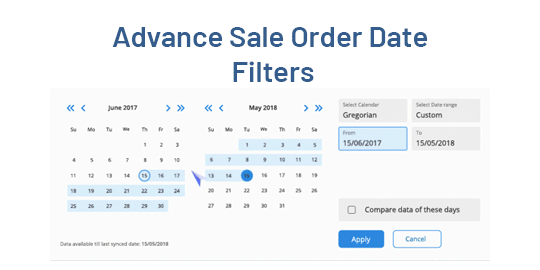 Advance Sale Order Date
Filters
« < June 2017 > »
Su Mo Tu We Th Fr Sa
1 2 3
4 5 6 7 8 9 10
11 12 13 14 15 16 17
18 19 20 21 22 23 24
25 26 27 28 29 30
« < May 2018 > »
Su Mo Tu We Th Fr Sa
1 2 3 4 5
6 7 8 9 10 11 12
13 14 15 16 17 18 19
20 21 22 23 24 25 26
27 28 29 30 31
Data available till last synced date: 15/05/2018
Select Calendar
Gregorian
Select Date range
Custom
From
15/06/2017
To
15/05/2018
Compare data of these days
Apply
Cancel